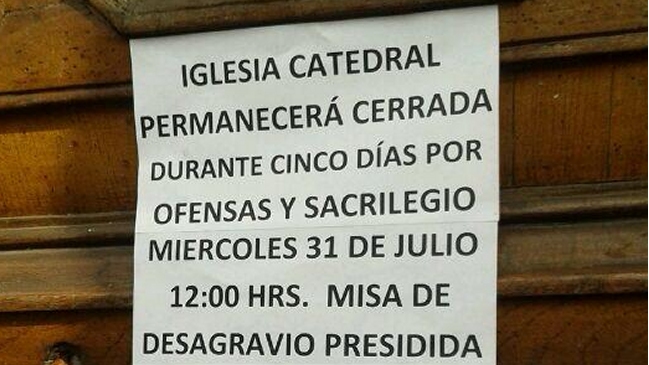 IGLESIA CATEDRAL
PERMANECERÁ CERRADA
DURANTE CINCO DÍAS POR
OFENSAS Y SACRILEGIO
MIERCOLES 31 DE JULIO
12:00 HRS. MISA DE
DESAGRAVIO PRESIDIDA